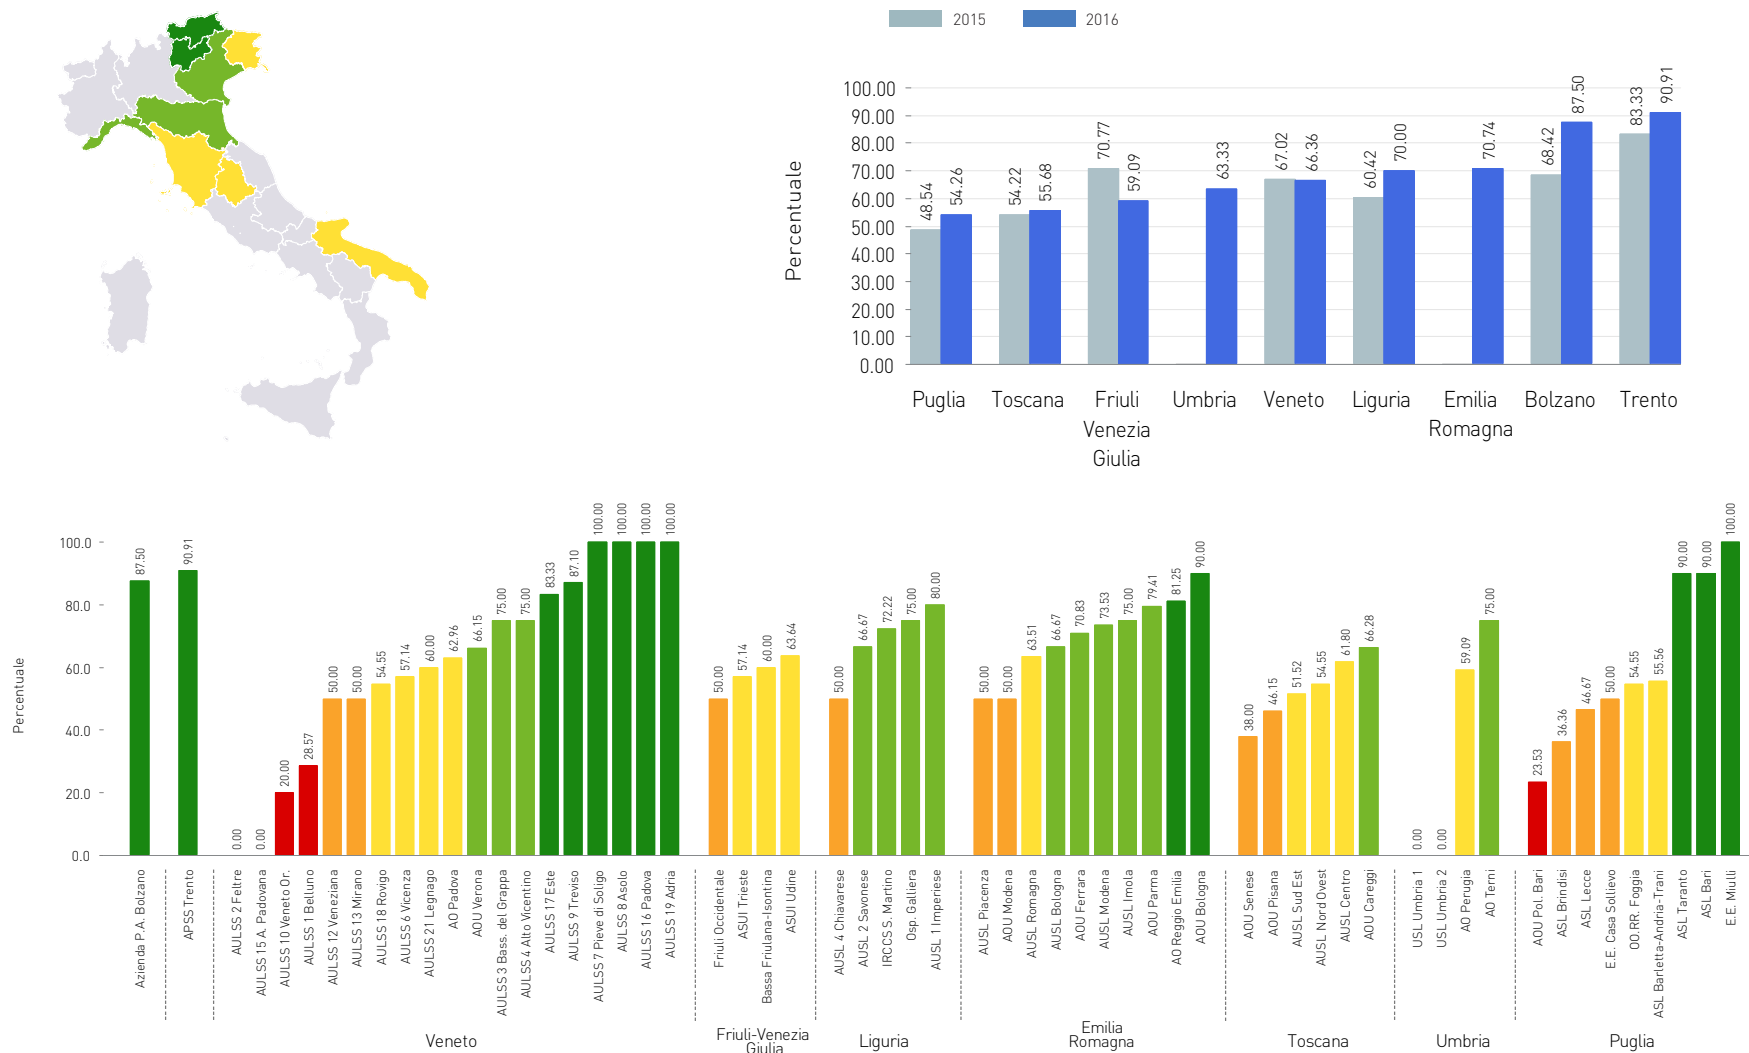 2015
2016
Percentuale
100.00
90.00
80.00
70.00
60.00
50.00
40.00
30.00
20.00
10.00
0.00
48.54
54.26
54.22
55.68
70.77
59.09
63.33
67.02
66.36
60.42
70.00
70.74
68.42
87.50
83.33
90.91
Puglia
Toscana
Friuli
Venezia
Giulia
Umbria
Veneto
Liguria
Emilia
Romagna
Bolzano
Trento
Percentuale
100.0
80.0
60.0
40.0
20.0
0.0
87.50
90.91
0.00
0.00
20.00
28.57
50.00
50.00
54.55
57.14
60.00
62.96
66.15
75.00
75.00
83.33
87.10
100.00
100.00
100.00
100.00
50.00
57.14
60.00
63.64
50.00
66.67
72.22
75.00
80.00
50.00
50.00
63.51
66.67
70.83
73.53
75.00
79.41
81.25
90.00
38.00
46.15
51.52
54.55
61.80
66.28
0.00
0.00
59.09
75.00
23.53
36.36
46.67
50.00
54.55
55.56
90.00
90.00
100.00
Azienda P.A. Bolzano
APSS Trento
AULSS 2 Feltre
AULSS 15 A. Padovana
AULSS 10 Veneto Or.
AULSS 1 Belluno
AULSS 12 Veneziana
AULSS 13 Mirano
AULSS 18 Rovigo
AULSS 6 Vicenza
AULSS 21 Legnago
AO Padova
AOU Verona
AULSS 3 Bass. del Grappa
AULSS 4 Alto Vicentino
AULSS 17 Este
AULSS 9 Treviso
AULSS 7 Pieve di Soligo
AULSS 8 Asolo
AULSS 16 Padova
AULSS 19 Adria
Friuli Occidentale
ASUI Trieste
Bassa Friulana-Isontina
ASUI Udine
AUSL 4 Chiavarese
AUSL 2 Savonese
IRCCS S. Martino
Osp. Galliera
AUSL 1 Imperiese
AUSL Piacenza
AOU Modena
AUSL Romagna
AUSL Bologna
AOU Ferrara
AUSL Modena
AUSL Imola
AOU Parma
AO Reggio Emilia
AOU Bologna
AOU Senese
AOU Pisana
AUSL Sud Est
AUSL Nord Ovest
AUSL Centro
AOU Careggi
USL Umbria 1
USL Umbria 2
AO Perugia
AO Terni
AOU Pol. Bari
ASL Brindisi
ASL Lecce
E.E. Casa Sollievo
OO.RR. Foggia
ASL Barletta-Andria-Trani
ASL Taranto
ASL Bari
E.E. Miulli
Veneto
Friuli-Venezia
Giulia
Liguria
Emilia
Romagna
Toscana
Umbria
Puglia